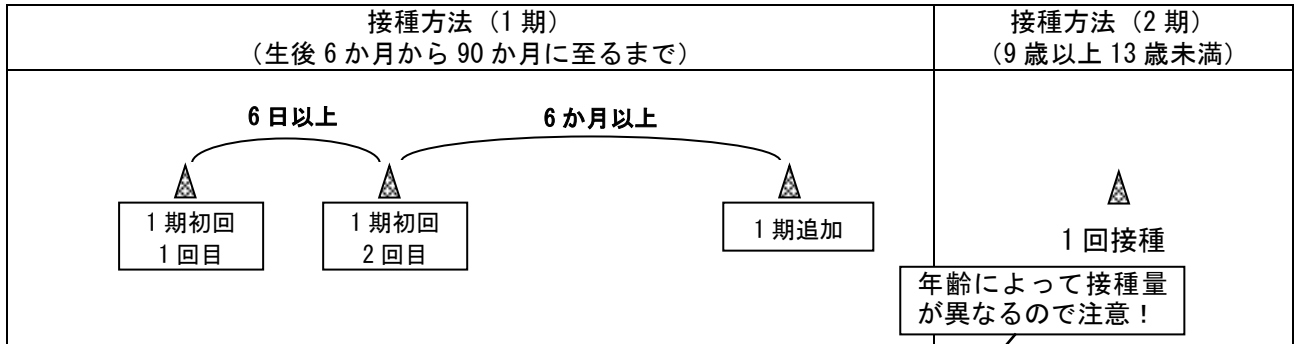 接種方法（1期）
（生後6か月から90か月に至るまで）
接種方法（2期）
（9歳以上13歳未満）
6日以上
6か月以上
1期初回
1回目
1期初回
2回目
1期追加
1回接種
年齢によって接種量
が異なるので注意！